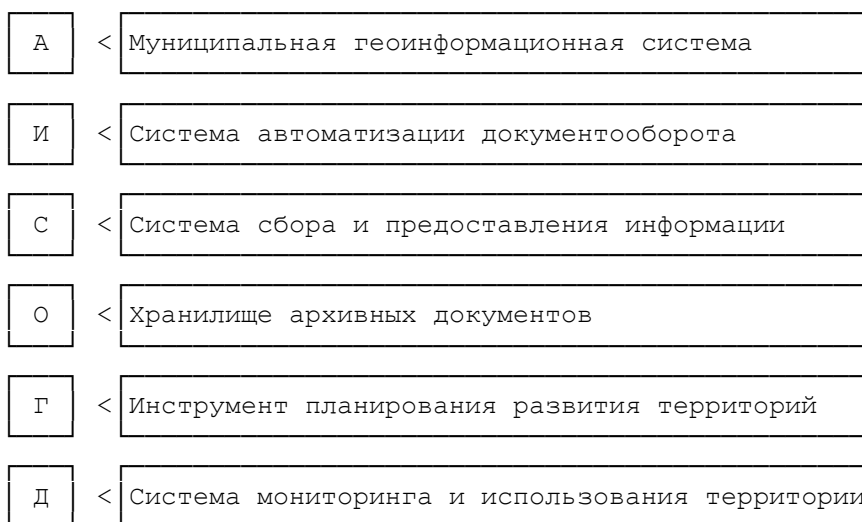 А < Муниципальная геоинформационная система
И < Система автоматизации документооборота
С < Система сбора и предоставления информации
О < Хранилище архивных документов
Г < Инструмент планирования развития территорий
Д < Система мониторинга и использования территории